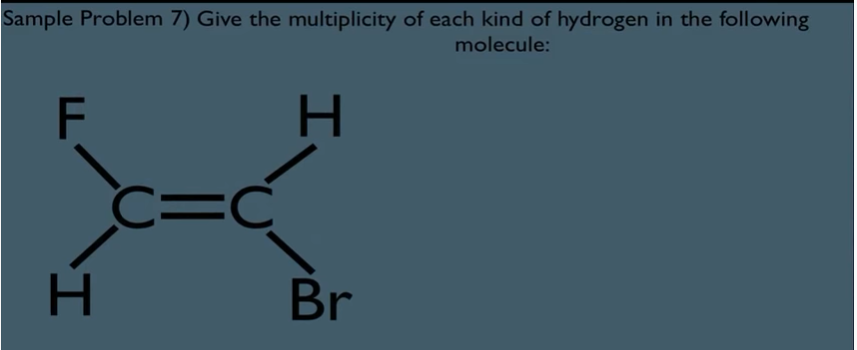 Sample Problem 7) Give the multiplicity of each kind of hydrogen in the following
molecule:
F H
C=C
H Br